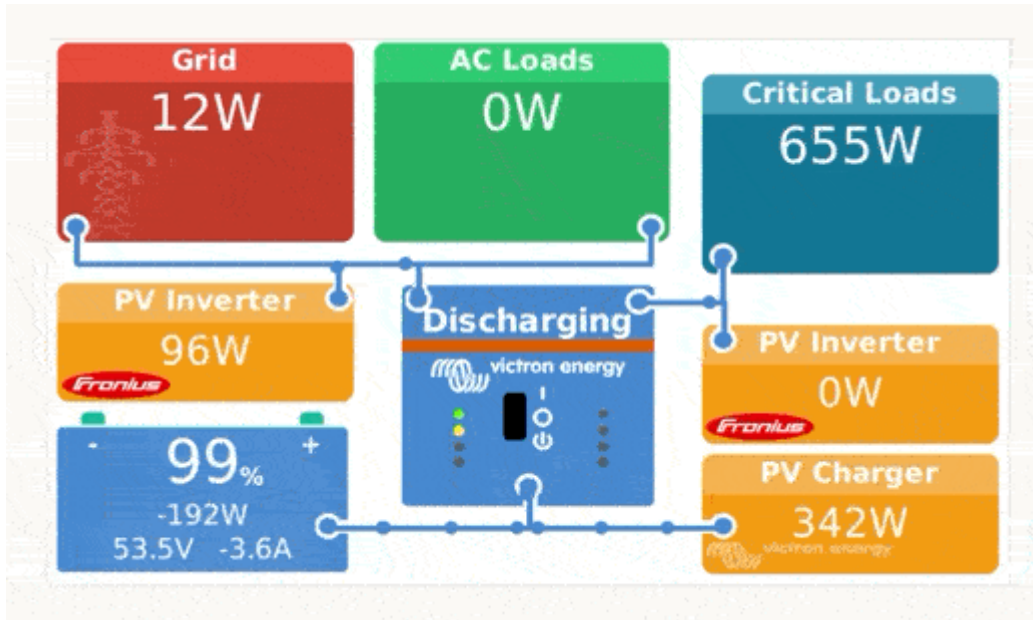 Grid
12W
AC Loads
0W
Critical Loads
655W
PV Inverter
96W
Fronius
Discharging
victron energy
PV Inverter
0W
Fronius
- +
99%
-192W
53.5V -3.6A
PV Charger
342W
victron energy